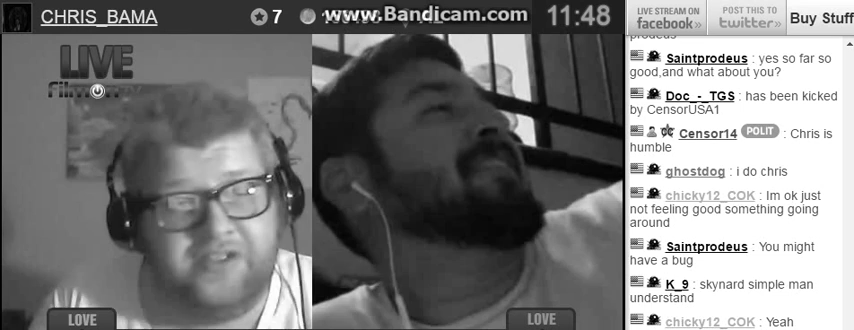 CHRIS_BAMA
7
www.Bandicam.com
11:48
LIVE STREAM ON
facebook»
POST THIS TO
twitter»
Buy Stuff
LIVE
FilmOn
Saintprodeus : yes so far so
good,and what about you?
Doc_-_TGS : has been kicked
by CensorUSA1
Censor14 POLIT : Chris is
humble
ghostdog : i do chris
chicky12_COK : Im ok just
not feeling good something going
around
Saintprodeus : You might
have a bug
K_9 : skynard simple man
understand
chicky12_COK : Yeah
LOVE
LOVE